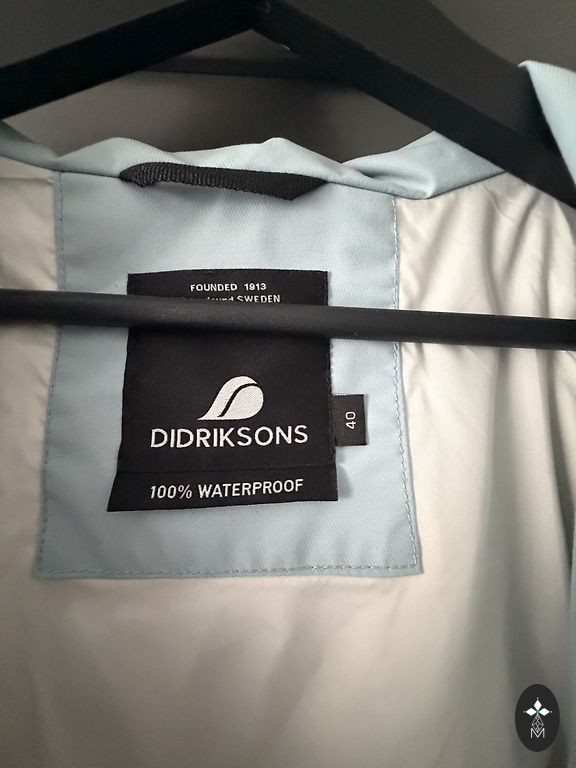 FOUNDED 1913
SWEDEN
DIDRIKSONS
40
100% WATERPROOF
M